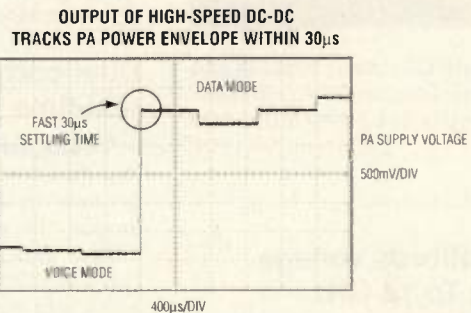 OUTPUT OF HIGH-SPEED DC-DC
TRACKS PA POWER ENVELOPE WITHIN 30µs
DATA MODE
FAST 30µs
SETTLING TIME
PA SUPPLY VOLTAGE
500mV/DIV
VOICE MODE
400µs/DIV